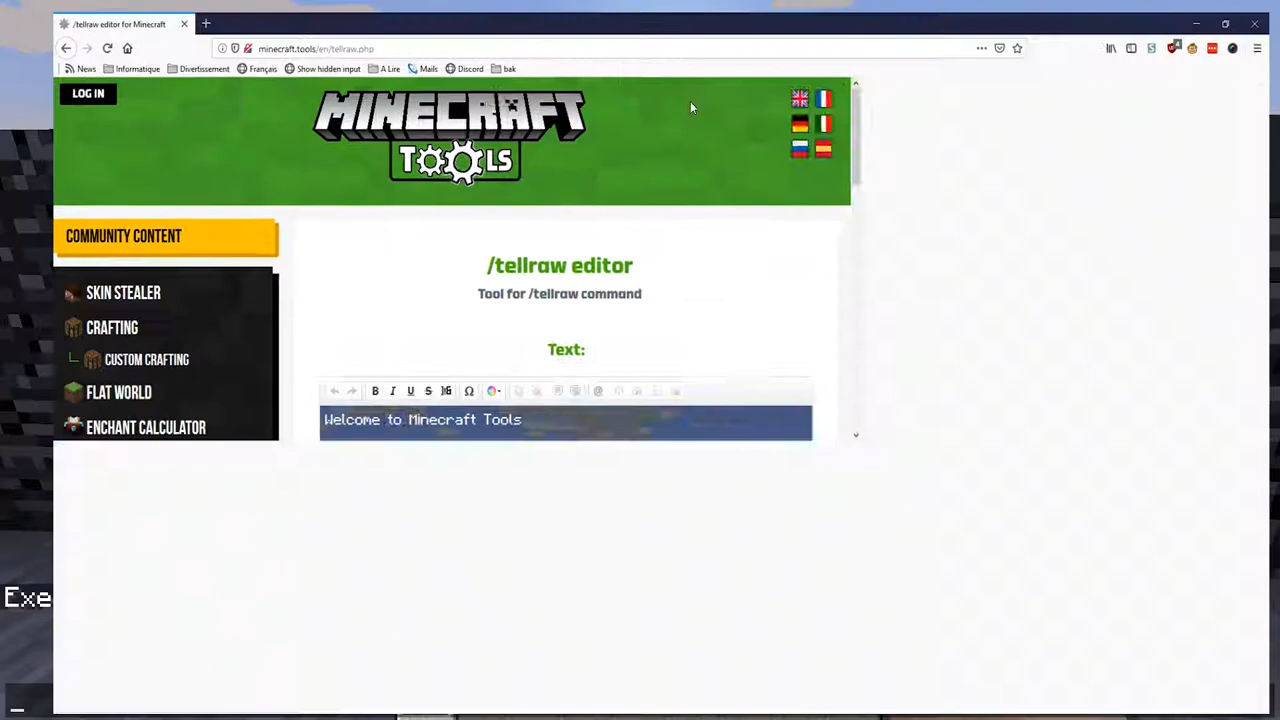 /tellraw editor for Minecraft
minecraft.tools/en/tellraw.php
News Informatique Divertissement Français Show hidden input A Lire Mails Discord bak
LOG IN
MINECRAFT
TOOLS
COMMUNITY CONTENT
/tellraw editor
Tool for /tellraw command
SKIN STEALER
CRAFTING
CUSTOM CRAFTING
FLAT WORLD
ENCHANT CALCULATOR
Text:
B I U S
Welcome to Minecraft Tools
Exe